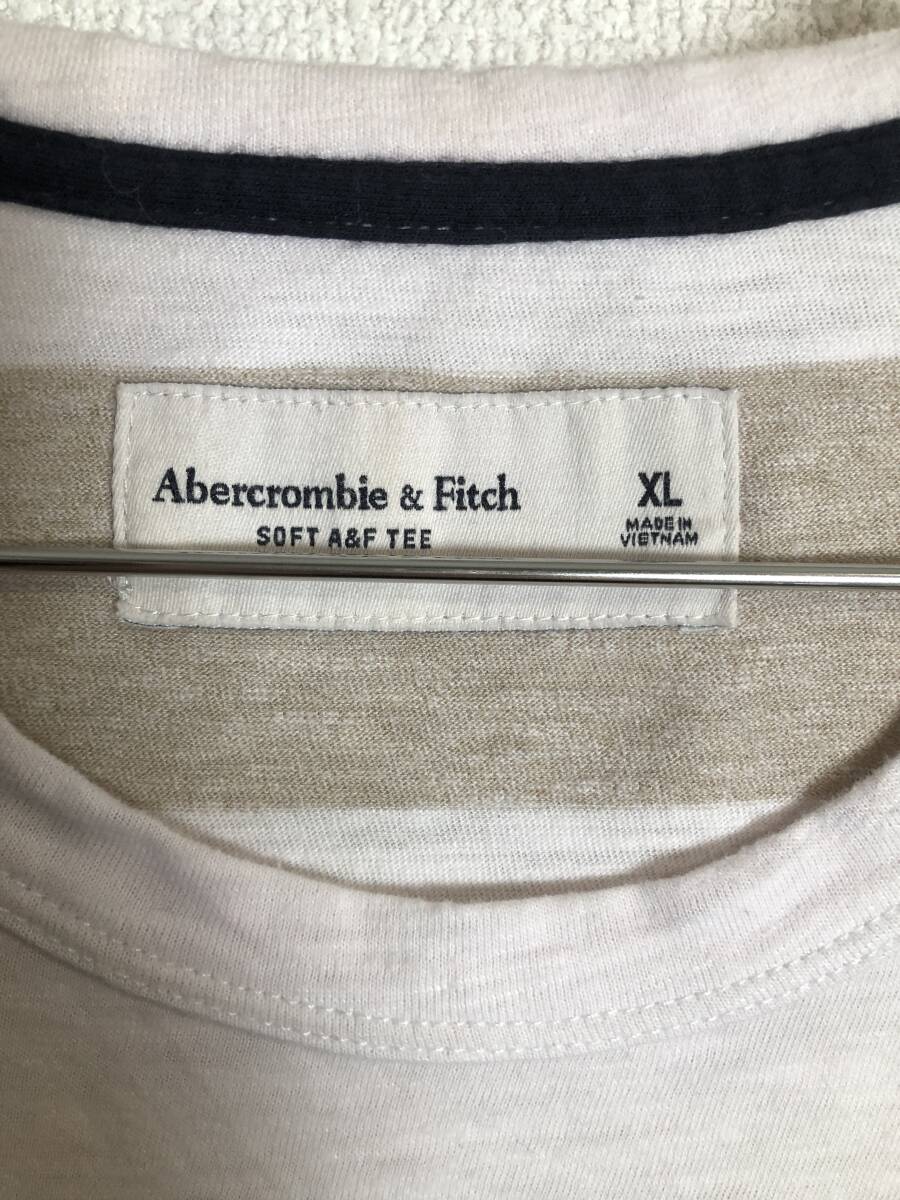 Abercrombie & Fitch
SOFT A&F TEE
XL
MADE IN
VIETNAM